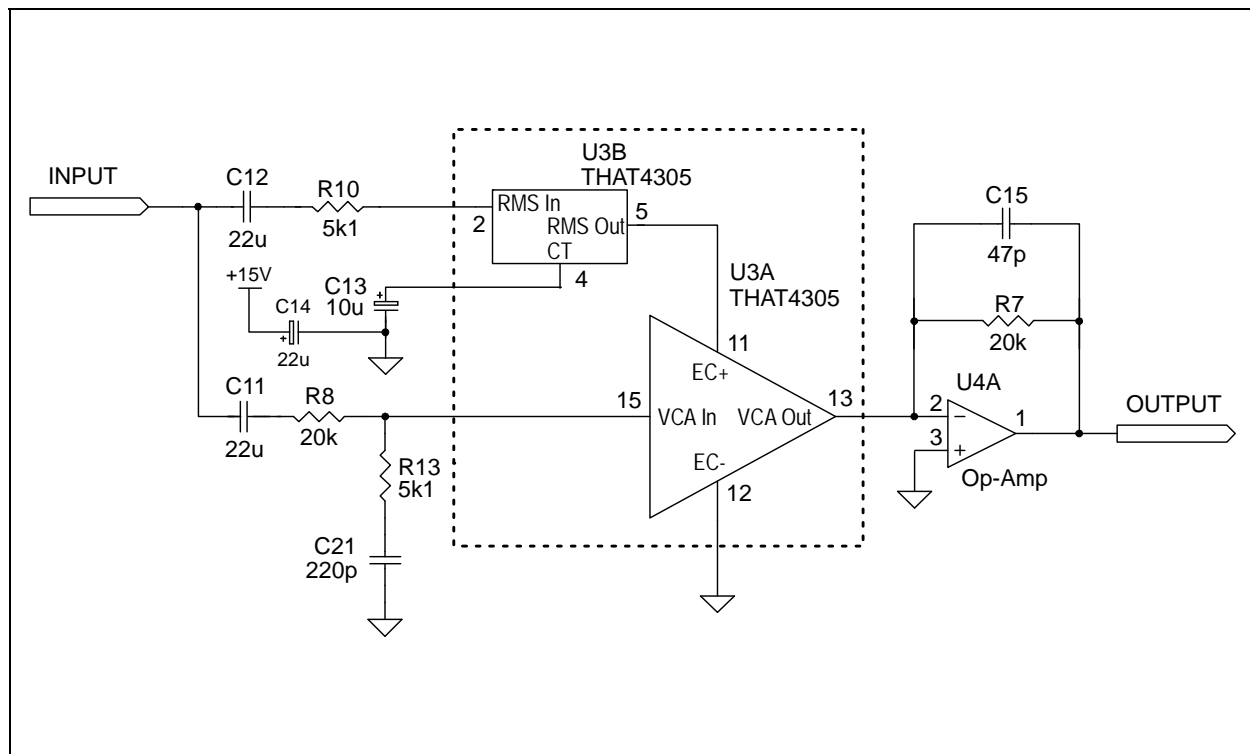 INPUT
C12
22u
R10
5k1
U3B
THAT4305
RMS In
2
RMS Out
5
CT
4
+15V
C14
22u
C13
10u
C11
22u
R8
20k
R13
5k1
C21
220p
U3A
THAT4305
11
EC+
15
VCA In
VCA Out
13
EC-
12
C15
47p
R7
20k
U4A
2
3
1
Op-Amp
OUTPUT